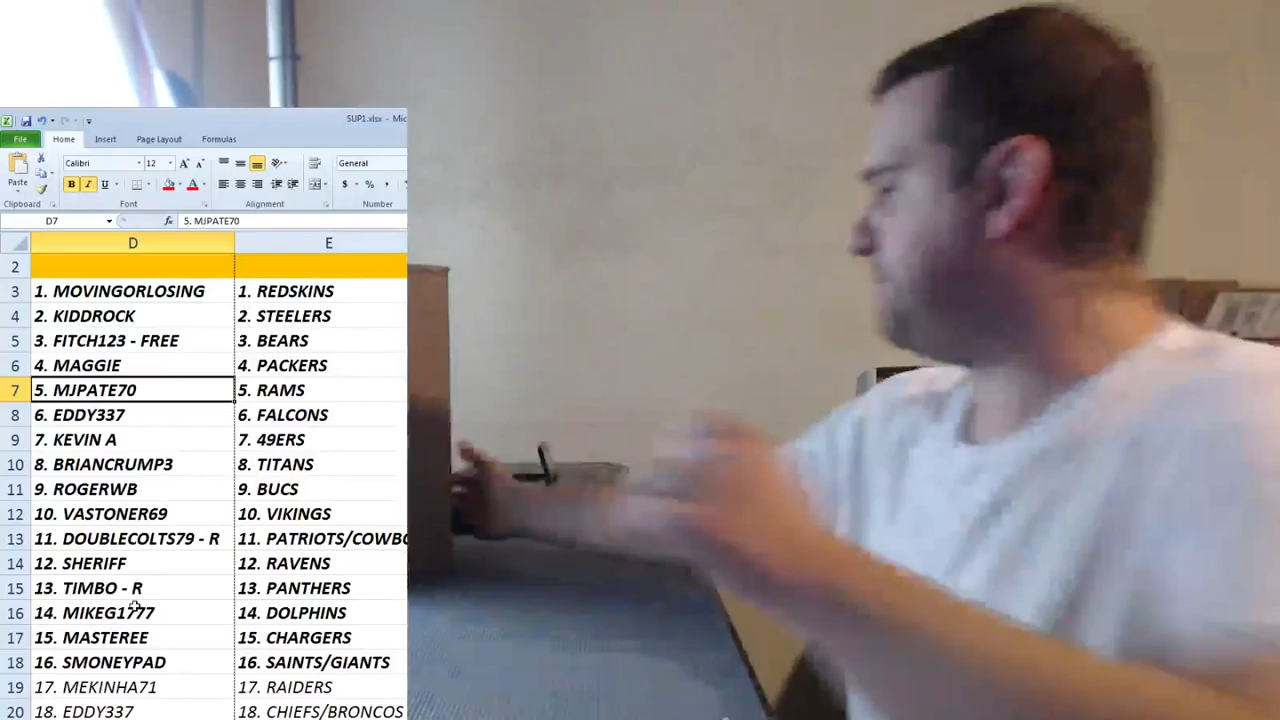 SUP1.xlsx - Mic
File Home Insert Page Layout Formulas
Paste
Calibri 12 General
B I U A $ % ,
Clipboard Font Alignment Number
D7 fx 5. MJPATE70
D E
2
3 1. MOVINGORLOSING 1. REDSKINS
4 2. KIDDROCK 2. STEELERS
5 3. FITCH123 - FREE 3. BEARS
6 4. MAGGIE 4. PACKERS
7 5. MJPATE70 5. RAMS
8 6. EDDY337 6. FALCONS
9 7. KEVIN A 7. 49ERS
10 8. BRIANCRUMP3 8. TITANS
11 9. ROGERWB 9. BUCS
12 10. VASTONER69 10. VIKINGS
13 11. DOUBLECOLTS79 - R 11. PATRIOTS/COWBO
14 12. SHERIFF 12. RAVENS
15 13. TIMBO - R 13. PANTHERS
16 14. MIKEG1777 14. DOLPHINS
17 15. MASTEREE 15. CHARGERS
18 16. SMONEYPAD 16. SAINTS/GIANTS
19 17. MEKINHA71 17. RAIDERS
20 18. EDDY337 18. CHIEFS/BRONCOS